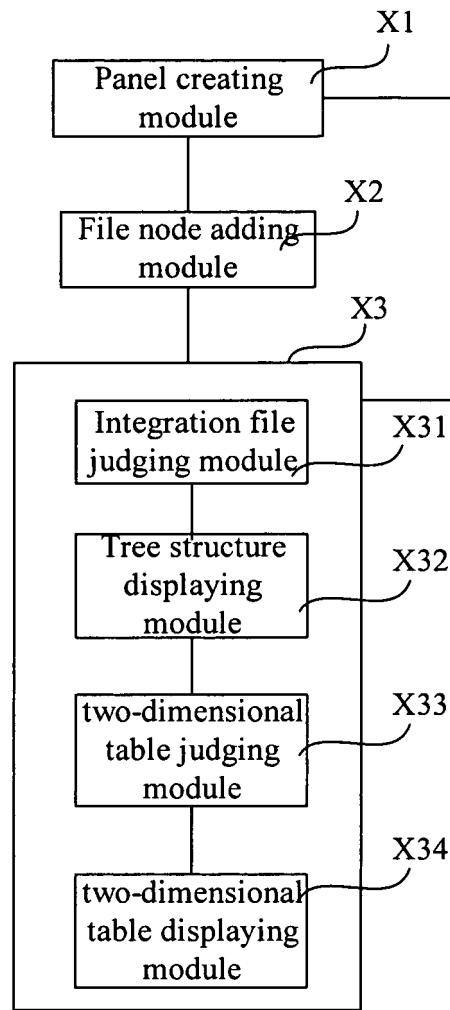 X1
Panel creating
module
X2
File node adding
module
X3
Integration file
judging module
X31
Tree structure
displaying
module
X32
two-dimensional
table judging
module
X33
two-dimensional
table displaying
module
X34